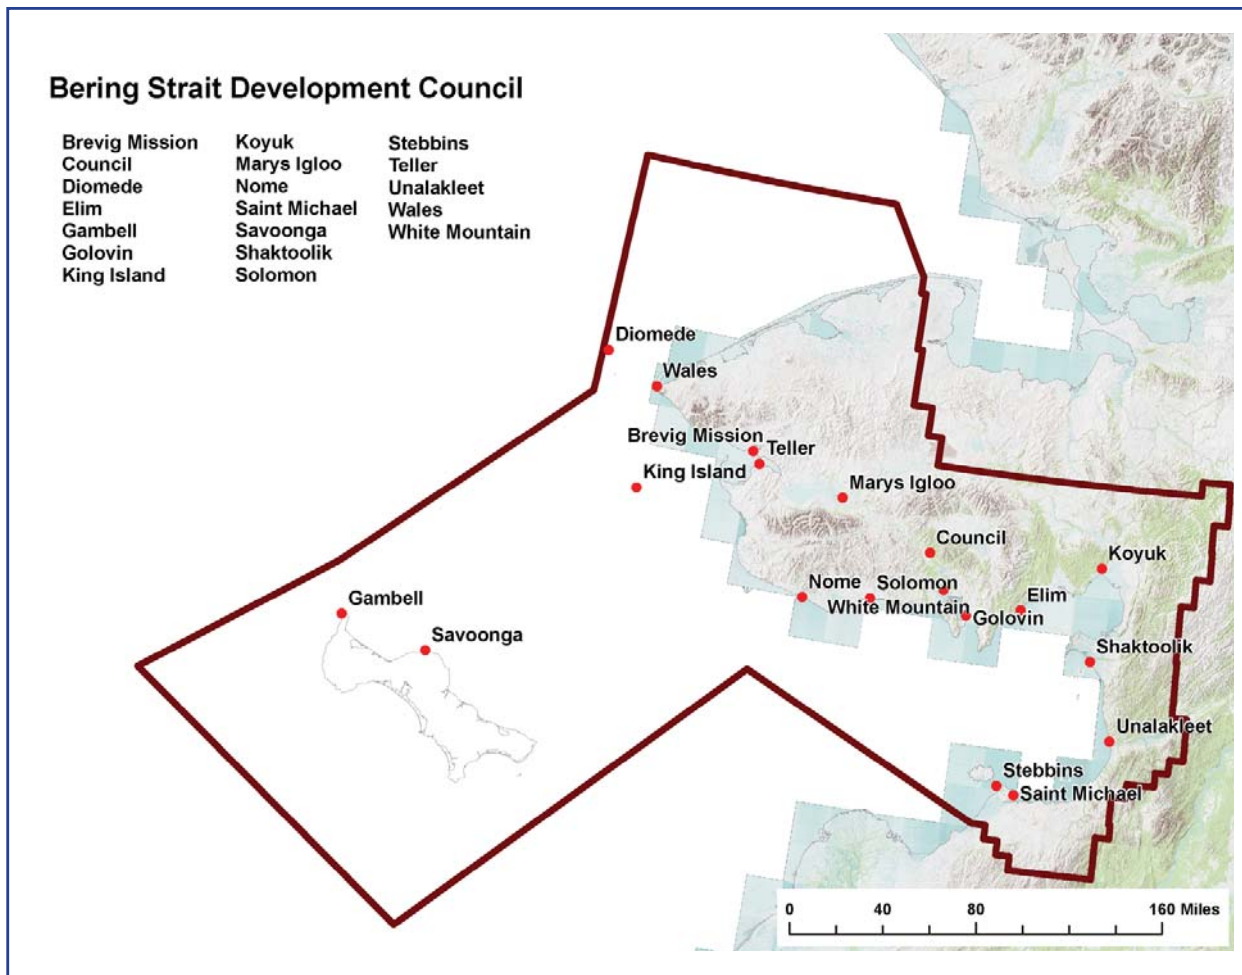 Bering Strait Development Council
Brevig Mission
Council
Diomede
Elim
Gambell
Golovin
King Island
Koyuk
Marys Igloo
Nome
Saint Michael
Savoonga
Shaktoolik
Solomon
Stebbins
Teller
Unalakleet
Wales
White Mountain
Diomede
Wales
Brevig Mission
Teller
King Island
Marys Igloo
Council
Koyuk
Nome
Solomon
Elim
White Mountain
Golovin
Gambell
Savoonga
Shaktoolik
Unalakleet
Stebbins
Saint Michael
0 40 80 160 Miles